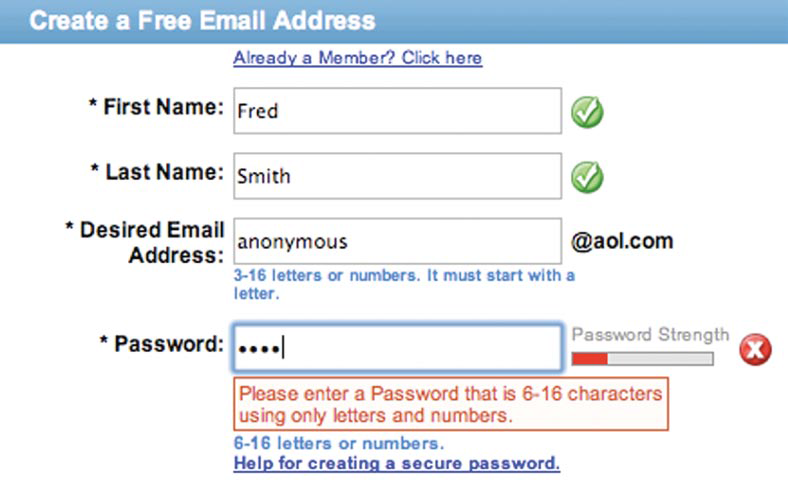 Create a Free Email Address
Already a Member? Click here
* First Name:
Fred
* Last Name:
Smith
* Desired Email
Address:
anonymous
@aol.com
3-16 letters or numbers. It must start with a
letter.
* Password:
••••
Password Strength
Please enter a Password that is 6-16 characters
using only letters and numbers.
6-16 letters or numbers.
Help for creating a secure password.